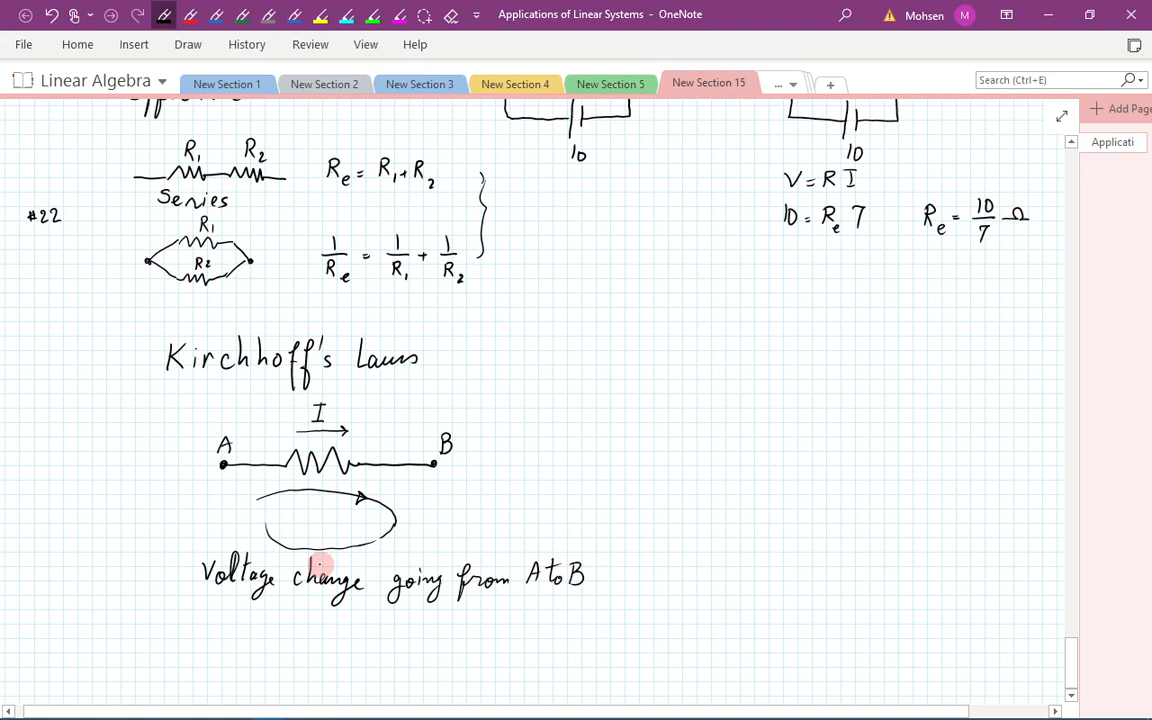 Applications of Linear Systems - OneNote
Mohsen
M
File Home Insert Draw History Review View Help
Linear Algebra
New Section 1
New Section 2
New Section 3
New Section 4
New Section 5
New Section 15
...
Search (Ctrl+E)
Add Page
Applicati
10
10
R₁ R₂
Series
Rₑ = R₁ + R₂
V = R I
#22
10 = Rₑ 7 Rₑ = 10/7 Ω
R₁
R₂
1/Rₑ = 1/R₁ + 1/R₂
Kirchhoff's Laws
I
A B
Voltage change going from A to B